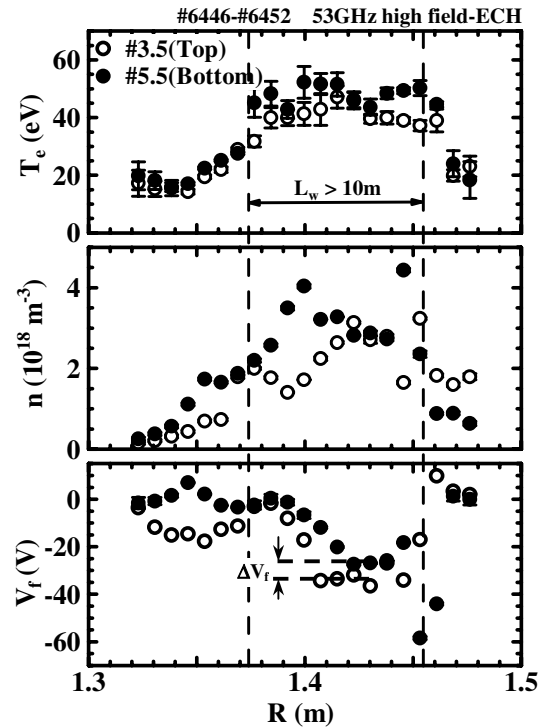 #6446-#6452 53GHz high field-ECH
#3.5(Top)
#5.5(Bottom)
60
40
20
0
T_e (eV)
L_w > 10m
4
2
0
n (10^18 m^-3)
0
-20
-40
-60
V_f (V)
ΔV_f
1.3 1.4 1.5
R (m)